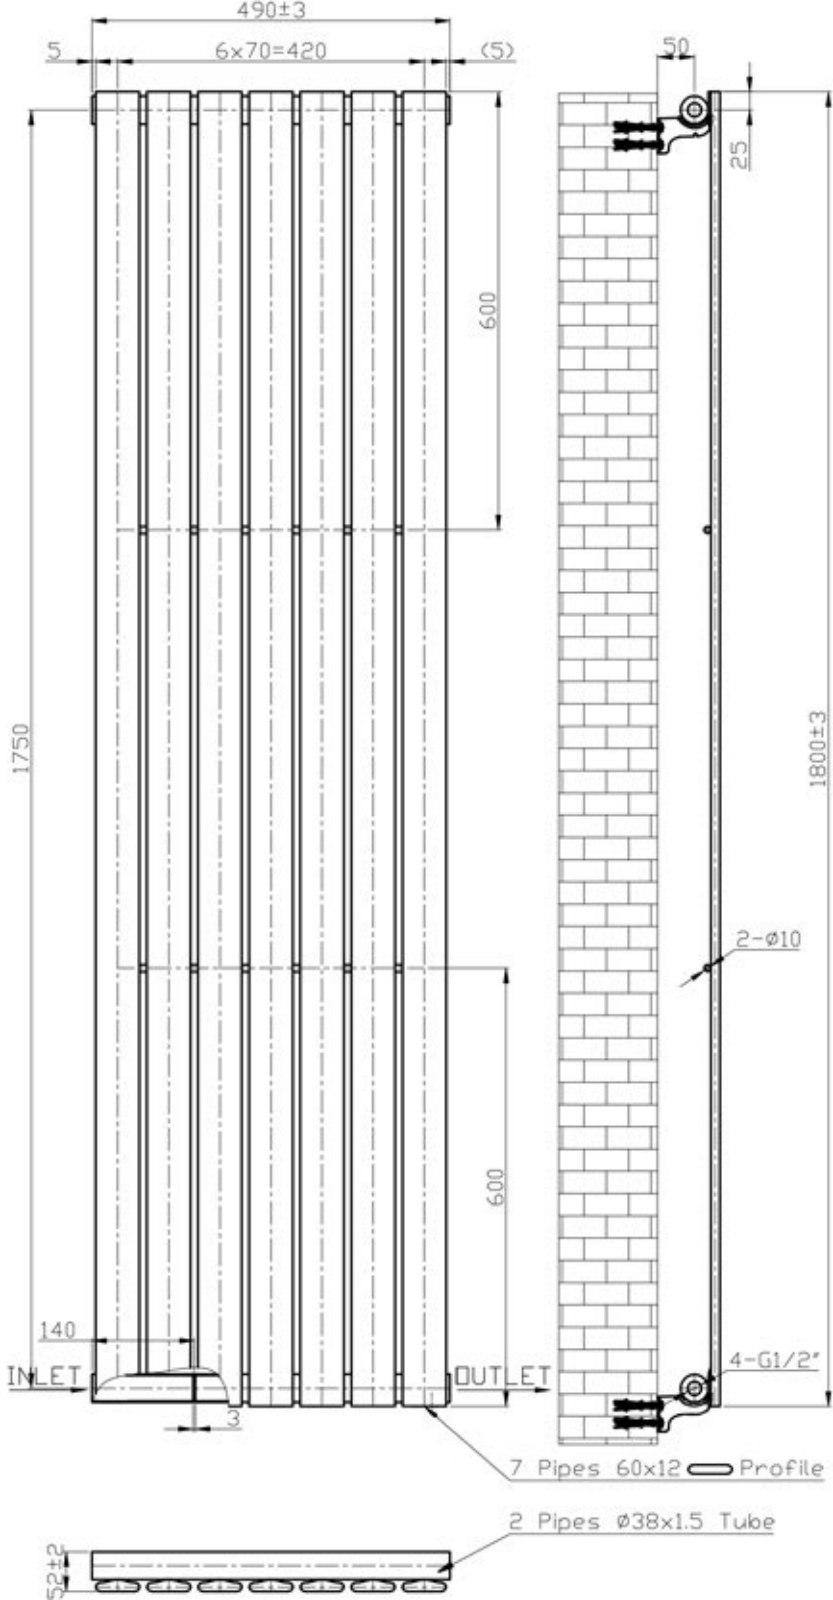 490±3
5
6x70=420
(5)
50
25
600
1750
1800±3
2-ø10
600
140
INLET
OUTLET
4-G1/2"
3
7 Pipes 60x12 Profile
2 Pipes ø38x1.5 Tube
52±2